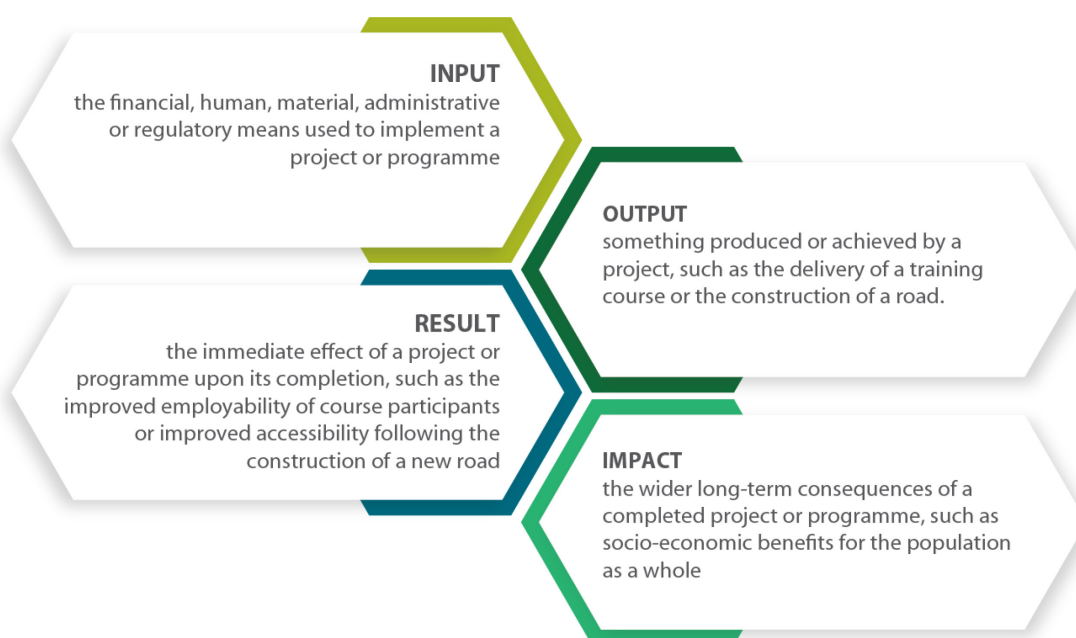 INPUT
the financial, human, material, administrative
or regulatory means used to implement a
project or programme
OUTPUT
something produced or achieved by a
project, such as the delivery of a training
course or the construction of a road.
RESULT
the immediate effect of a project or
programme upon its completion, such as the
improved employability of course participants
or improved accessibility following the
construction of a new road
IMPACT
the wider long-term consequences of a
completed project or programme, such as
socio-economic benefits for the population
as a whole